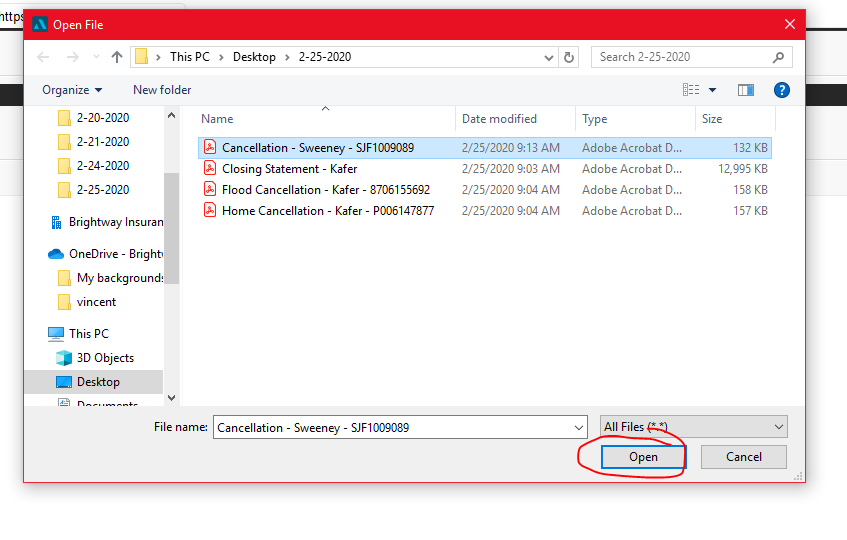 https:
Open File
This PC > Desktop > 2-25-2020
Search 2-25-2020
Organize
New folder
2-20-2020
2-21-2020
2-24-2020
2-25-2020
Brightway Insuran
OneDrive - Bright
My backgrounds
vincent
This PC
3D Objects
Desktop
Documents
Name Date modified Type Size
Cancellation - Sweeney - SJF1009089 2/25/2020 9:13 AM Adobe Acrobat D... 132 KB
Closing Statement - Kafer 2/25/2020 9:03 AM Adobe Acrobat D... 12,995 KB
Flood Cancellation - Kafer - 8706155692 2/25/2020 9:04 AM Adobe Acrobat D... 158 KB
Home Cancellation - Kafer - P006147877 2/25/2020 9:04 AM Adobe Acrobat D... 157 KB
File name: Cancellation - Sweeney - SJF1009089
All Files (*.*)
Open
Cancel